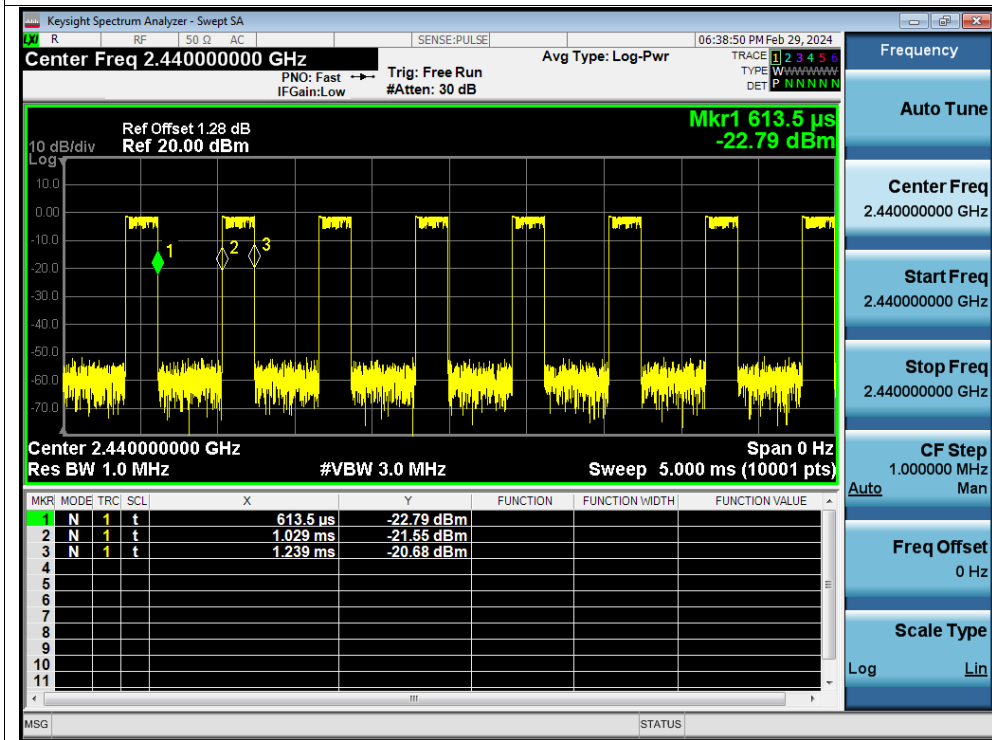 Keysight Spectrum Analyzer - Swept SA
LXI R RF 50 Ω AC SENSE:PULSE 06:38:50 PM Feb 29, 2024
Center Freq 2.440000000 GHz Avg Type: Log-Pwr TRACE 1 2 3 4 5 6
PNO: Fast Trig: Free Run TYPE WWWWWW
IFGain:Low #Atten: 30 dB DET P N N N N N
Mkr1 613.5 µs
-22.79 dBm
Ref Offset 1.28 dB
10 dB/div Ref 20.00 dBm
Log
10.0
0.00
-10.0
-20.0
-30.0
-40.0
-50.0
-60.0
-70.0
1 2 3
Center 2.440000000 GHz Span 0 Hz
Res BW 1.0 MHz #VBW 3.0 MHz Sweep 5.000 ms (10001 pts)
MKR MODE TRC SCL X Y FUNCTION FUNCTION WIDTH FUNCTION VALUE
1 N 1 t 613.5 µs -22.79 dBm
2 N 1 t 1.029 ms -21.55 dBm
3 N 1 t 1.239 ms -20.68 dBm
4
5
6
7
8
9
10
11
MSG STATUS
Frequency
Auto Tune
Center Freq
2.440000000 GHz
Start Freq
2.440000000 GHz
Stop Freq
2.440000000 GHz
CF Step
1.000000 MHz
Auto Man
Freq Offset
0 Hz
Scale Type
Log Lin